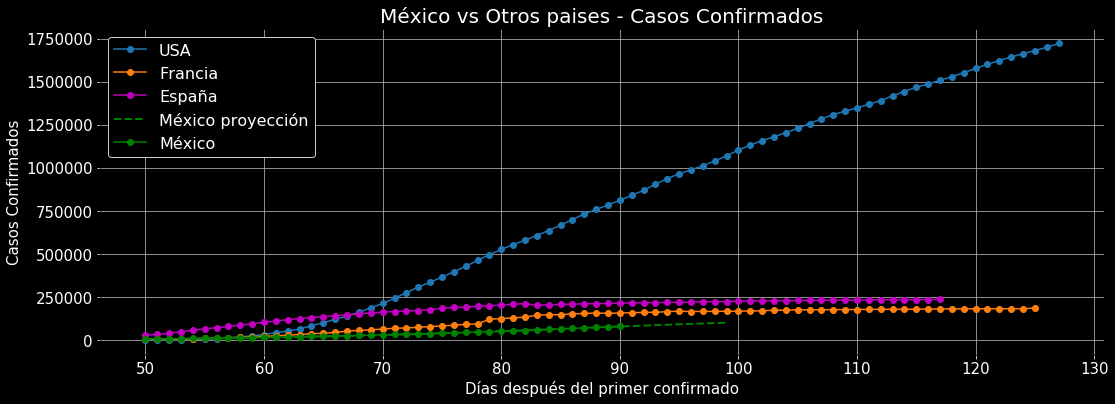 México vs Otros paises - Casos Confirmados
1750000
1500000
1250000
1000000
750000
500000
250000
0
Casos Confirmados
USA
Francia
España
México proyección
México
50
60
70
80
90
100
110
120
130
Días después del primer confirmado